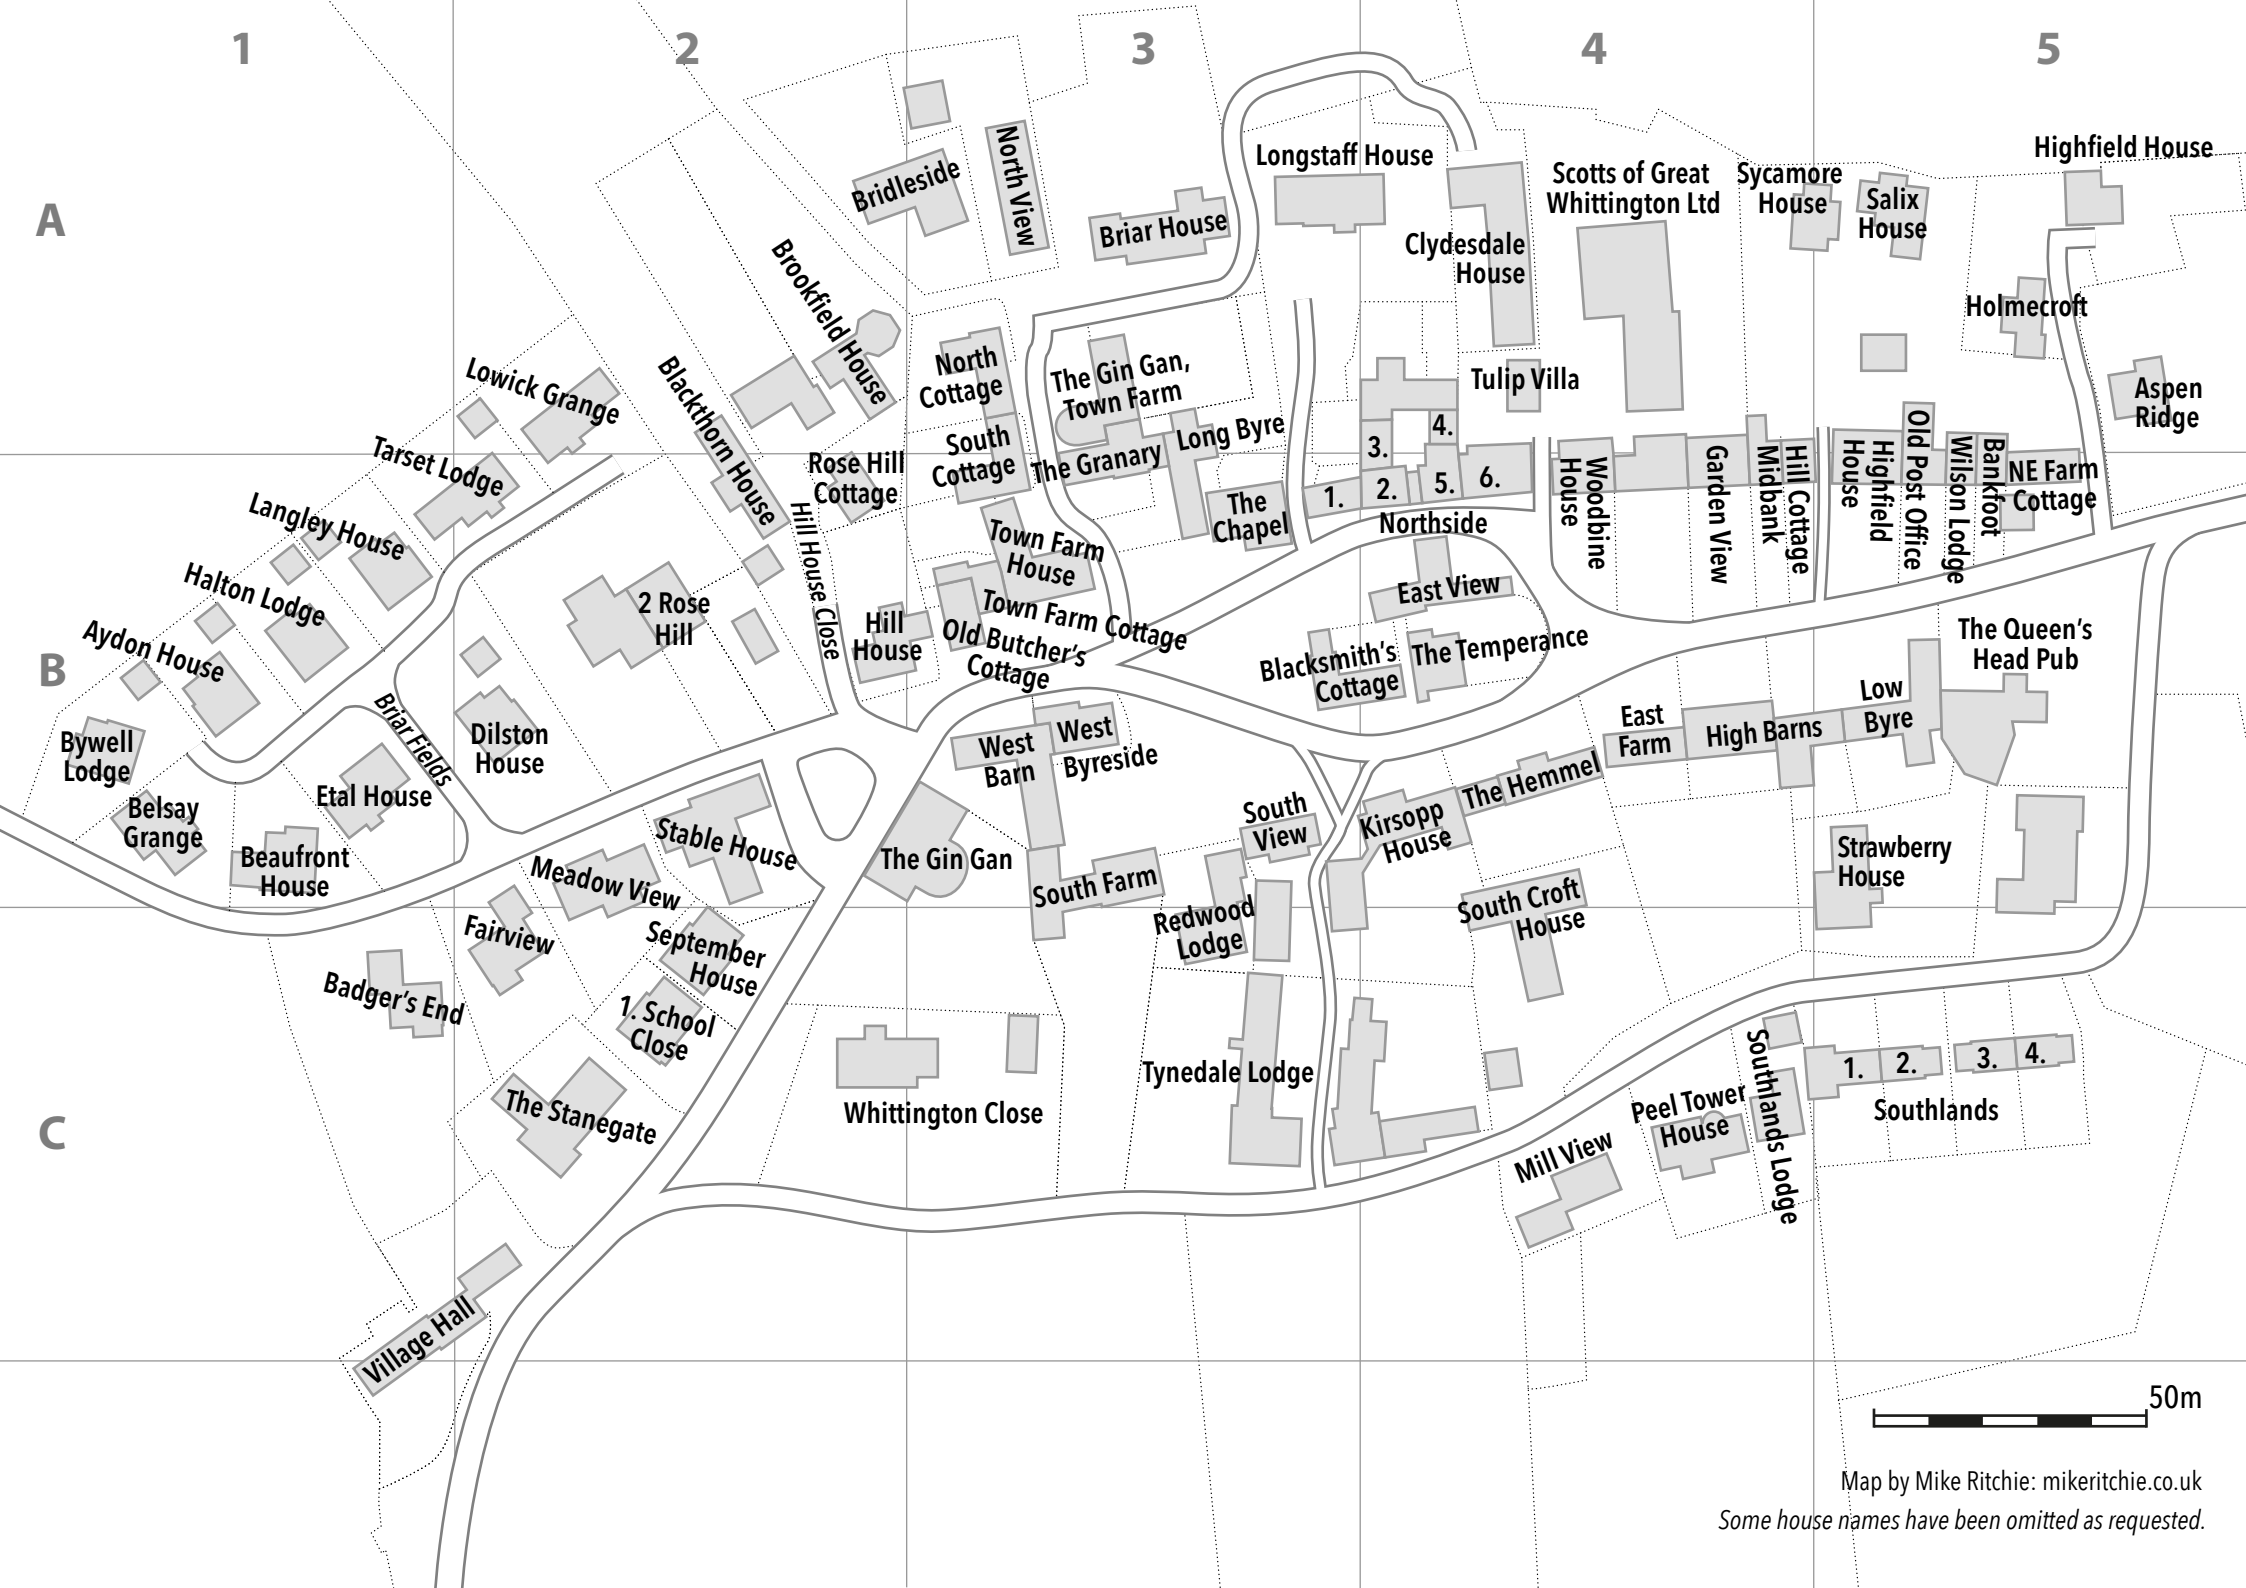 1
2
3
4
5
A
B
C
Bridleside
North View
Briar House
Longstaff House
Clydesdale
House
Scotts of Great
Whittington Ltd
Sycamore
House
Salix
House
Highfield House
Holmecroft
Aspen
Ridge
Brookfield House
Blackthorn House
Lowick Grange
Tarset Lodge
Langley House
Halton Lodge
Aydon House
Bywell
Lodge
Belsay
Grange
Beaufront
House
Etal House
Briar Fields
Dilston
House
2 Rose
Hill
Rose Hill
Cottage
Hill House Close
Hill
House
North
Cottage
South
Cottage
The Gin Gan,
Town Farm
The Granary
Long Byre
The
Chapel
Town Farm
House
Town Farm Cottage
Old Butcher's
Cottage
1.
2.
3.
4.
5.
6.
Northside
Tulip Villa
East View
Blacksmith's
Cottage
The Temperance
Woodbine
House
Garden View
Midbank
Hill Cottage
Highfield
House
Old Post Office
Wilson Lodge
Bankfoot
NE Farm
Cottage
The Queen's
Head Pub
Low
Byre
High Barns
East
Farm
The Hemmel
Kirsopp
House
South
View
West
Barn
West
Byreside
The Gin Gan
South Farm
Redwood
Lodge
Stable House
Meadow View
Fairview
September
House
1. School
Close
Badger's End
The Stanegate
Village Hall
Whittington Close
Tynedale Lodge
South Croft
House
Strawberry
House
Mill View
Peel Tower
House
Southlands Lodge
1.
2.
3.
4.
Southlands
50m
Map by Mike Ritchie: mikeritchie.co.uk
Some house names have been omitted as requested.